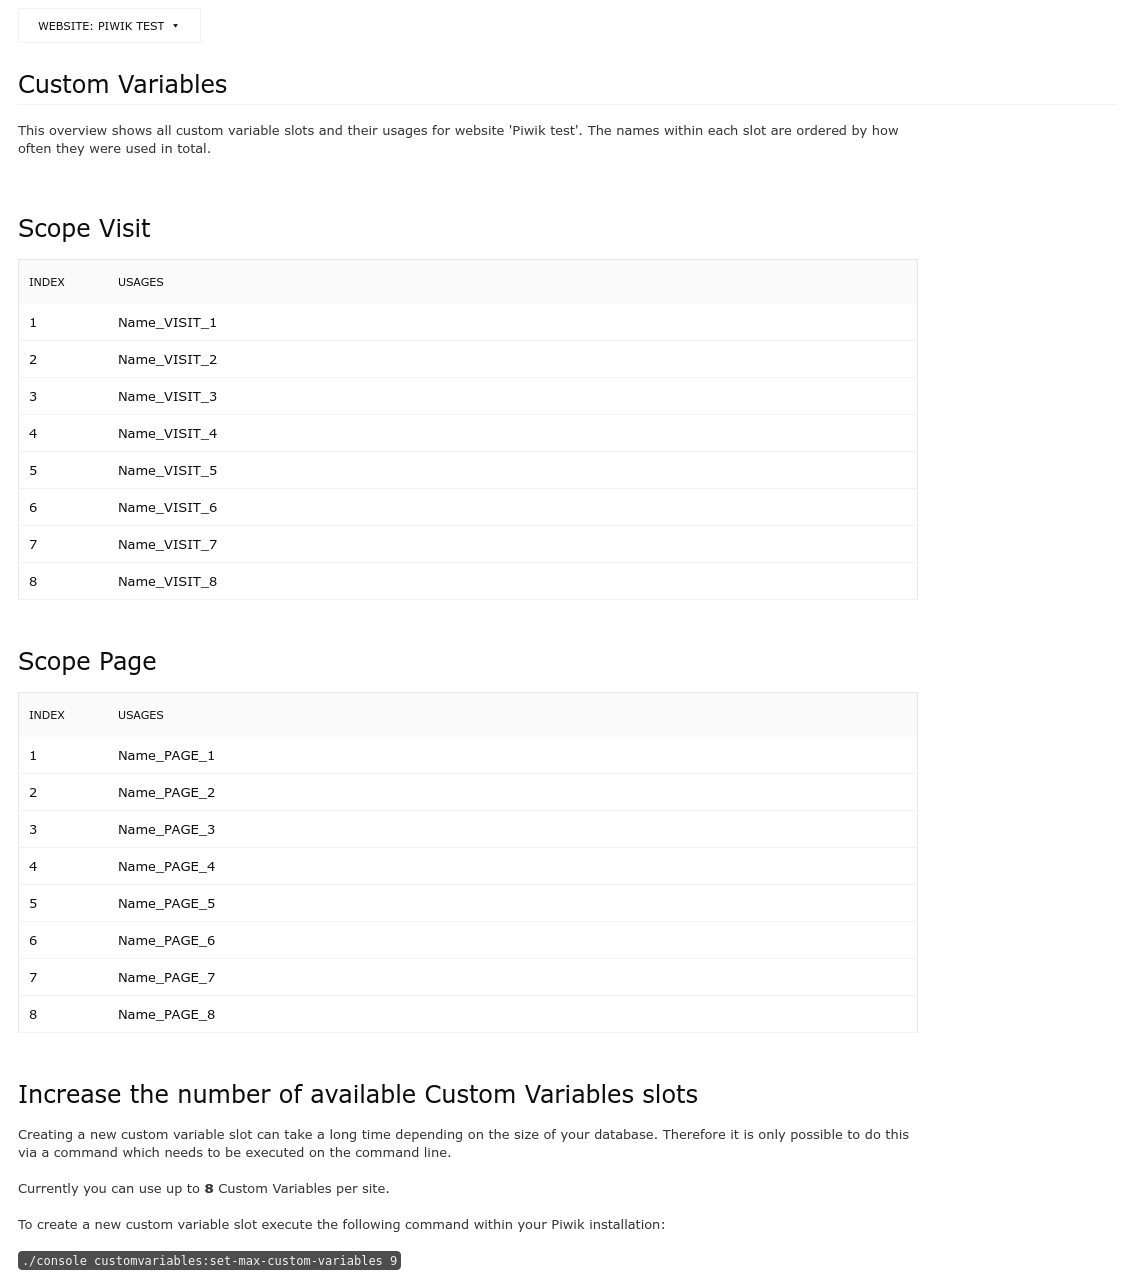 WEBSITE: PIWIK TEST
Custom Variables
This overview shows all custom variable slots and their usages for website 'Piwik test'. The names within each slot are ordered by how
often they were used in total.
Scope Visit
INDEX USAGES
1 Name_VISIT_1
2 Name_VISIT_2
3 Name_VISIT_3
4 Name_VISIT_4
5 Name_VISIT_5
6 Name_VISIT_6
7 Name_VISIT_7
8 Name_VISIT_8
Scope Page
INDEX USAGES
1 Name_PAGE_1
2 Name_PAGE_2
3 Name_PAGE_3
4 Name_PAGE_4
5 Name_PAGE_5
6 Name_PAGE_6
7 Name_PAGE_7
8 Name_PAGE_8
Increase the number of available Custom Variables slots
Creating a new custom variable slot can take a long time depending on the size of your database. Therefore it is only possible to do this
via a command which needs to be executed on the command line.
Currently you can use up to 8 Custom Variables per site.
To create a new custom variable slot execute the following command within your Piwik installation:
./console customvariables:set-max-custom-variables 9